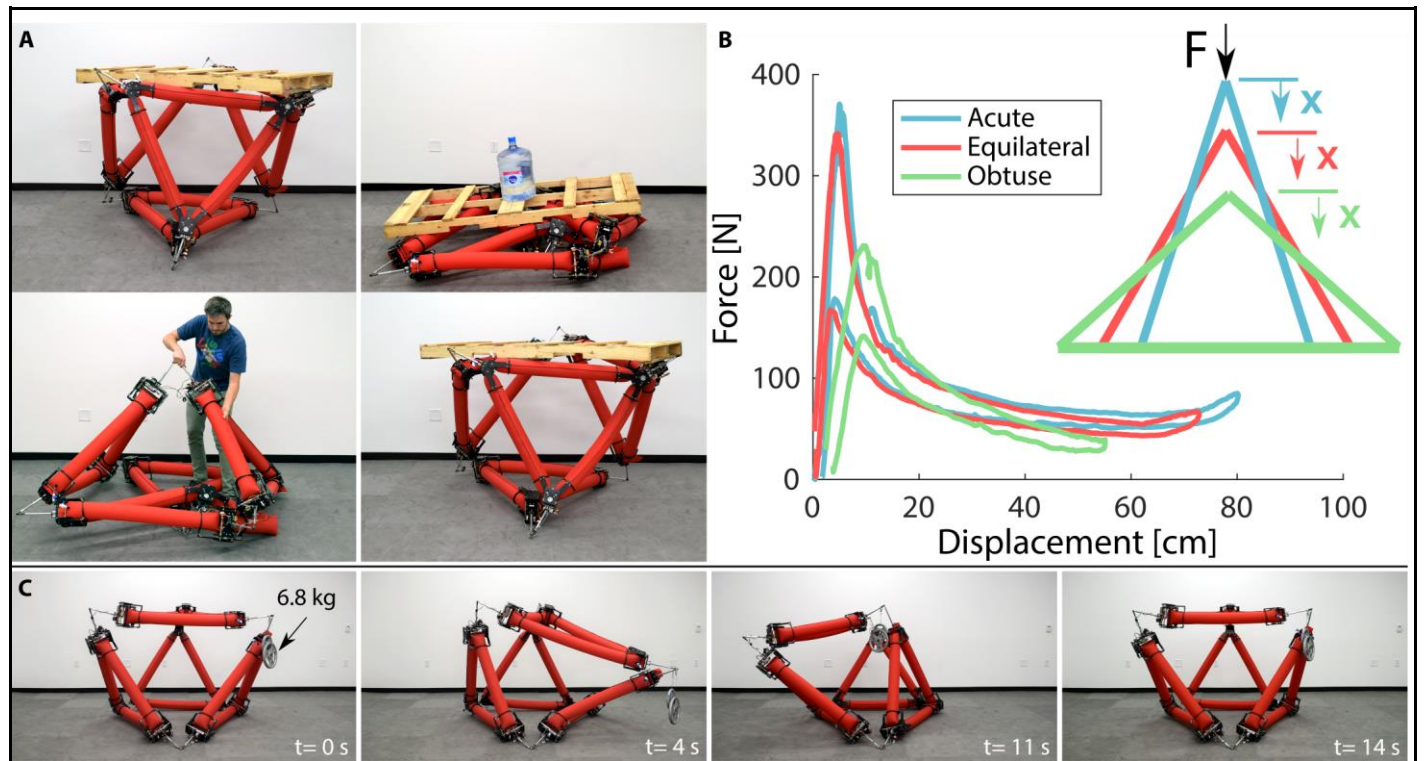 A
B
F
400
300
200
100
0
Force [N]
Acute
Equilateral
Obtuse
x
x
x
0
20
40
60
80
100
Displacement [cm]
C
6.8 kg
t= 0 s
t= 4 s
t= 11 s
t= 14 s